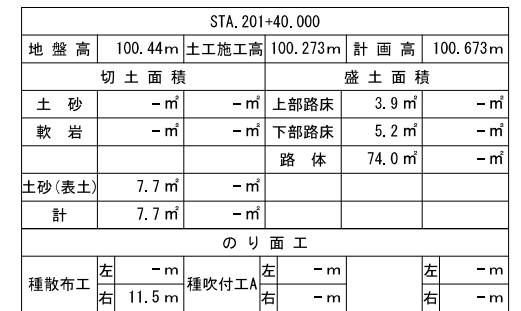 STA.201+40.000
地盤高 100.44m 土工施工高 100.273m 計画高 100.673m
切土面積 盛土面積
土砂 -㎡ -㎡ 上部路床 3.9㎡ -㎡
軟岩 -㎡ -㎡ 下部路床 5.2㎡ -㎡
路体 74.0㎡ -㎡
土砂(表土) 7.7㎡ -㎡
計 7.7㎡ -㎡
のり面工
種散布工 左 -m 種吹付工A 左 -m 左 -m
右 11.5m 右 -m 右 -m